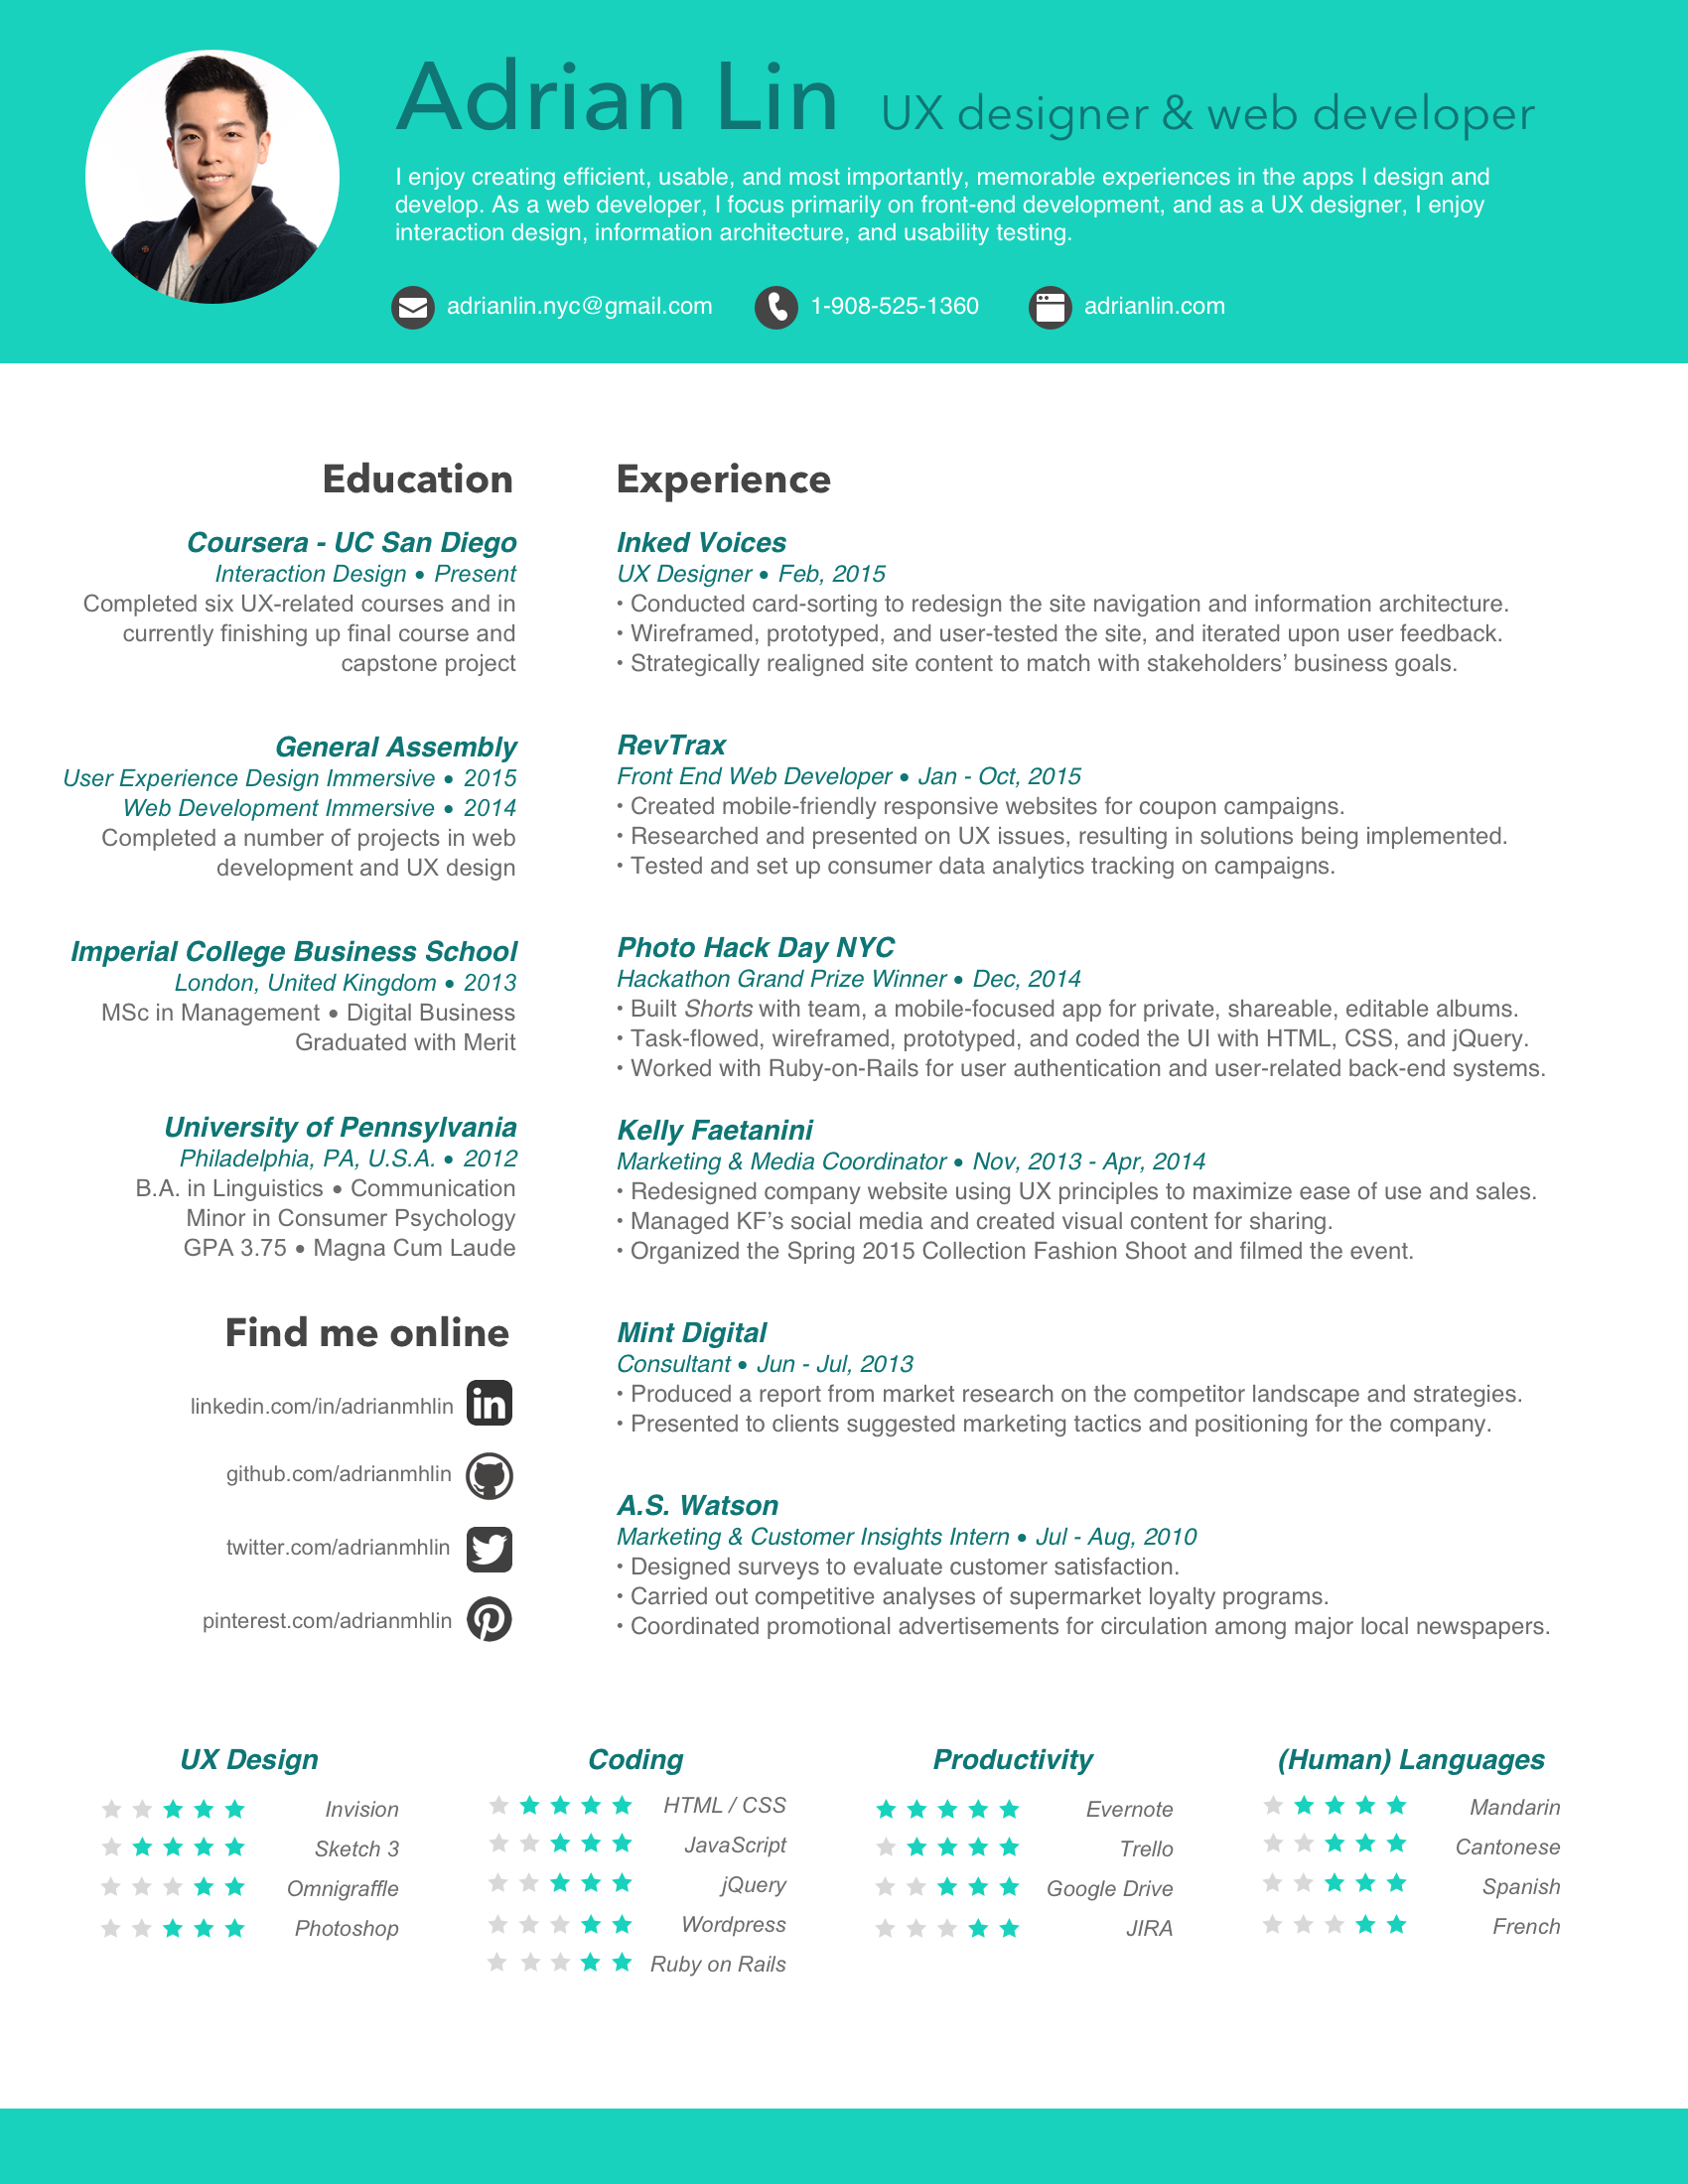 Adrian Lin UX designer & web developer
I enjoy creating efficient, usable, and most importantly, memorable experiences in the apps I design and
develop. As a web developer, I focus primarily on front-end development, and as a UX designer, I enjoy
interaction design, information architecture, and usability testing.
adrianlin.nyc@gmail.com 1-908-525-1360 adrianlin.com
Education
Coursera - UC San Diego
Interaction Design • Present
Completed six UX-related courses and in
currently finishing up final course and
capstone project
General Assembly
User Experience Design Immersive • 2015
Web Development Immersive • 2014
Completed a number of projects in web
development and UX design
Imperial College Business School
London, United Kingdom • 2013
MSc in Management • Digital Business
Graduated with Merit
University of Pennsylvania
Philadelphia, PA, U.S.A. • 2012
B.A. in Linguistics • Communication
Minor in Consumer Psychology
GPA 3.75 • Magna Cum Laude
Find me online
linkedin.com/in/adrianmhlin in
github.com/adrianmhlin
twitter.com/adrianmhlin
pinterest.com/adrianmhlin
Experience
Inked Voices
UX Designer • Feb, 2015
• Conducted card-sorting to redesign the site navigation and information architecture.
• Wireframed, prototyped, and user-tested the site, and iterated upon user feedback.
• Strategically realigned site content to match with stakeholders’ business goals.
RevTrax
Front End Web Developer • Jan - Oct, 2015
• Created mobile-friendly responsive websites for coupon campaigns.
• Researched and presented on UX issues, resulting in solutions being implemented.
• Tested and set up consumer data analytics tracking on campaigns.
Photo Hack Day NYC
Hackathon Grand Prize Winner • Dec, 2014
• Built Shorts with team, a mobile-focused app for private, shareable, editable albums.
• Task-flowed, wireframed, prototyped, and coded the UI with HTML, CSS, and jQuery.
• Worked with Ruby-on-Rails for user authentication and user-related back-end systems.
Kelly Faetanini
Marketing & Media Coordinator • Nov, 2013 - Apr, 2014
• Redesigned company website using UX principles to maximize ease of use and sales.
• Managed KF’s social media and created visual content for sharing.
• Organized the Spring 2015 Collection Fashion Shoot and filmed the event.
Mint Digital
Consultant • Jun - Jul, 2013
• Produced a report from market research on the competitor landscape and strategies.
• Presented to clients suggested marketing tactics and positioning for the company.
A.S. Watson
Marketing & Customer Insights Intern • Jul - Aug, 2010
• Designed surveys to evaluate customer satisfaction.
• Carried out competitive analyses of supermarket loyalty programs.
• Coordinated promotional advertisements for circulation among major local newspapers.
UX Design
Invision
Sketch 3
Omnigraffle
Photoshop
Coding
HTML / CSS
JavaScript
jQuery
Wordpress
Ruby on Rails
Productivity
Evernote
Trello
Google Drive
JIRA
(Human) Languages
Mandarin
Cantonese
Spanish
French